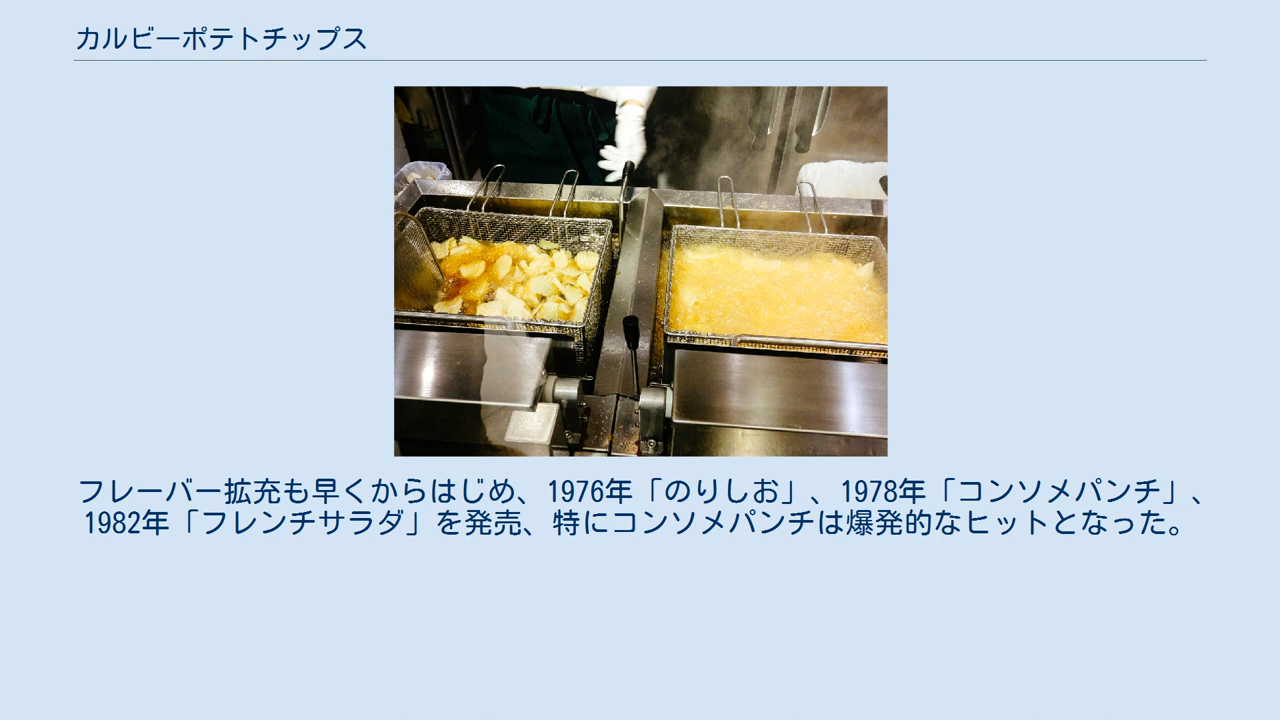 カルビーポテトチップス
フレーバー拡充も早くからはじめ、1976年「のりしお」、1978年「コンソメパンチ」、
1982年「フレンチサラダ」を発売、特にコンソメパンチは爆発的なヒットとなった。